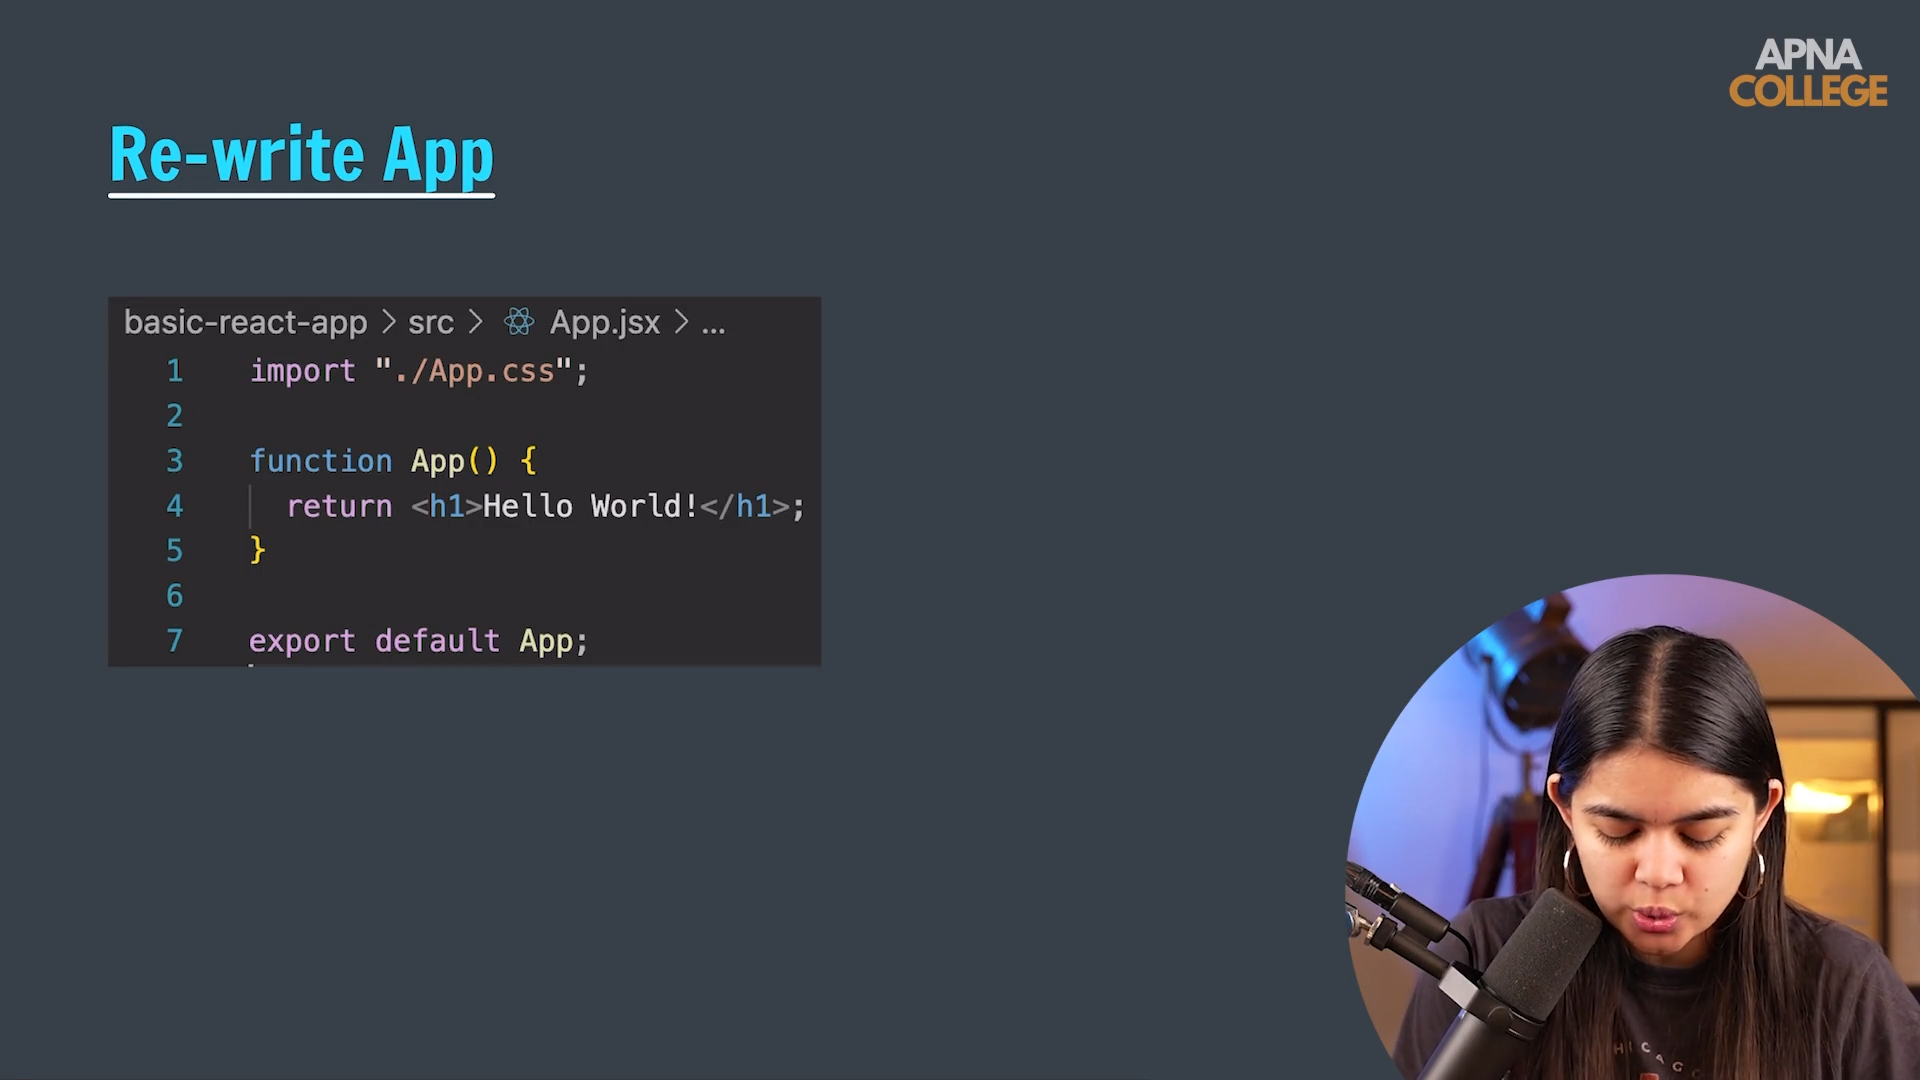 APNA
COLLEGE
Re-write App
basic-react-app > src > App.jsx > ...
1 import "./App.css";
2
3 function App() {
4 return <h1>Hello World!</h1>;
5 }
6
7 export default App;
CHICAG